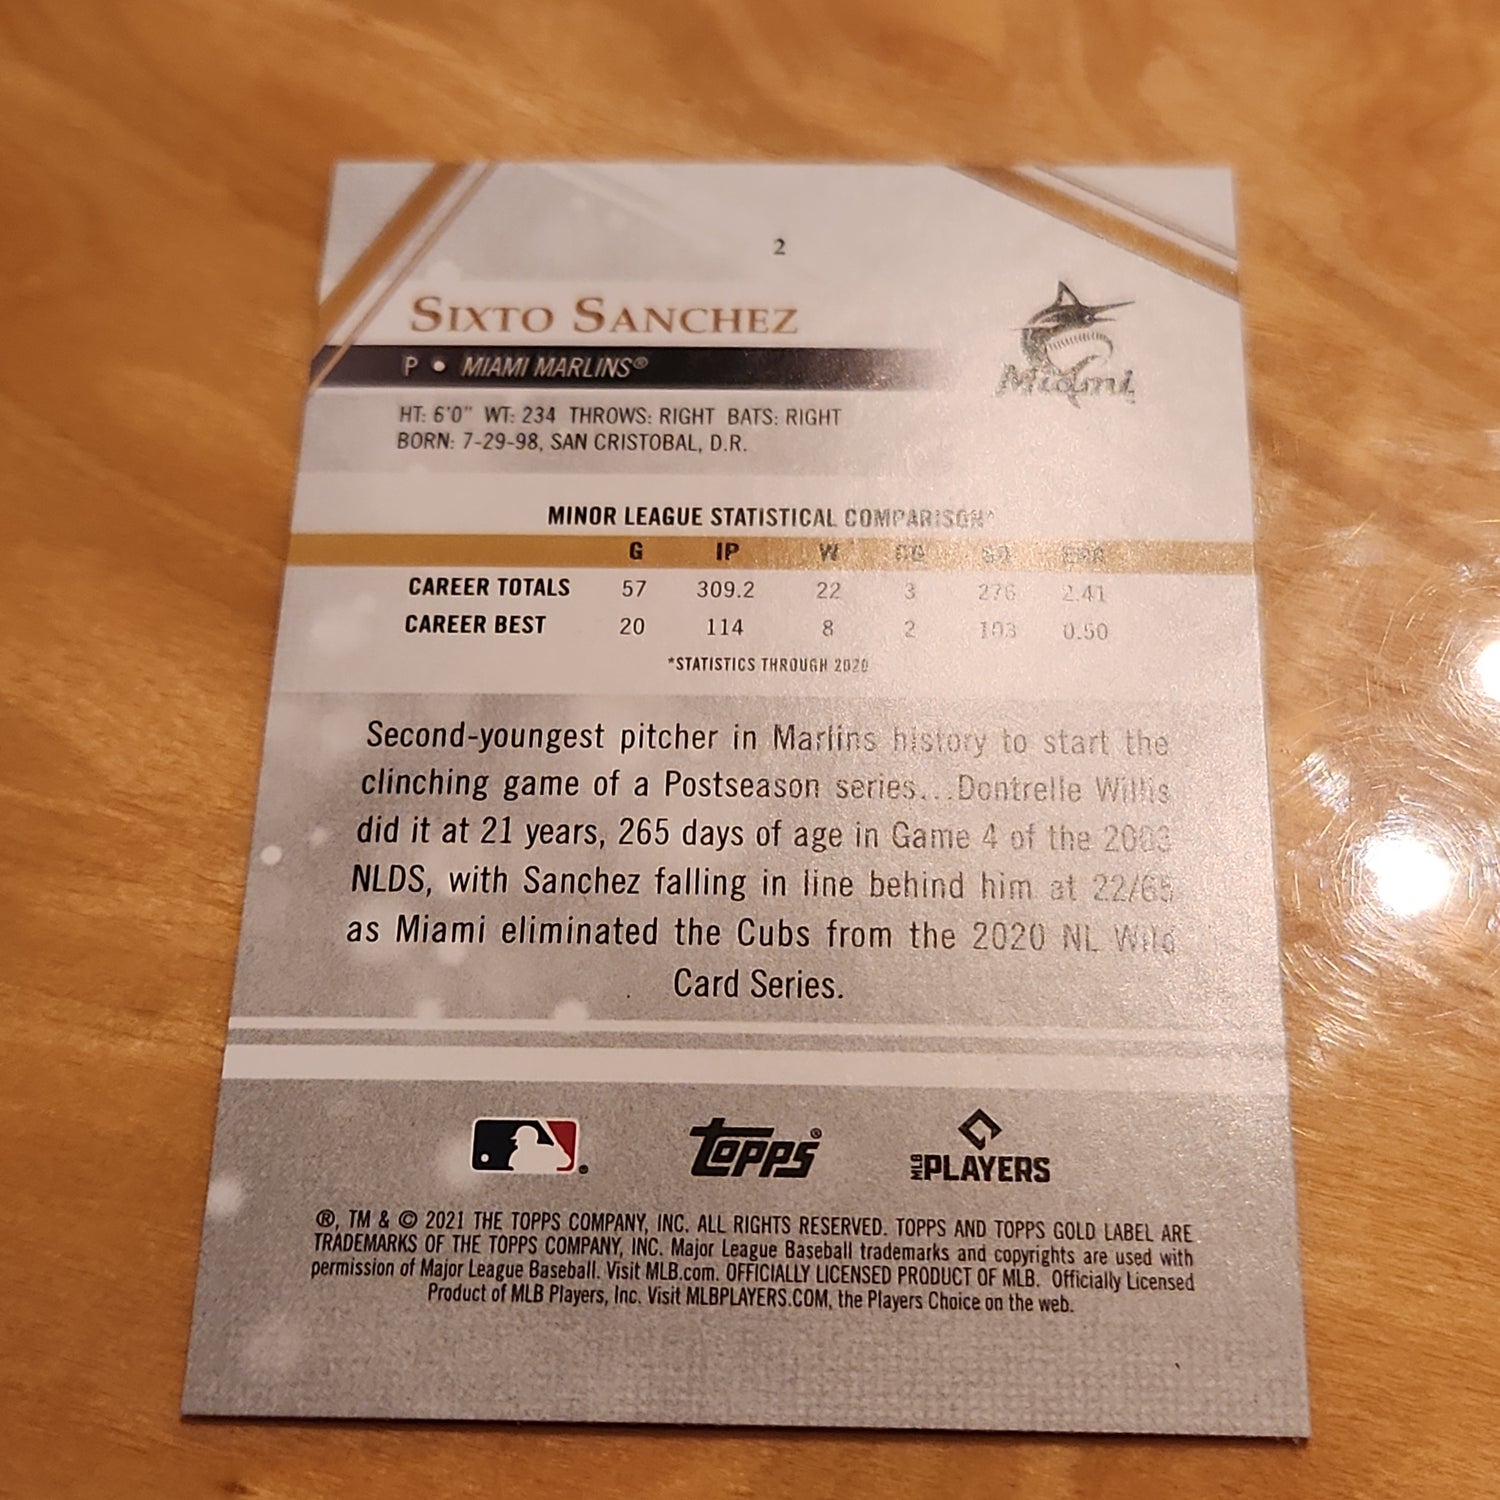 2
SIXTO SANCHEZ
P • MIAMI MARLINS®
Miami
HT: 6'0" WT: 234 THROWS: RIGHT BATS: RIGHT
BORN: 7-29-98, SAN CRISTOBAL, D.R.
MINOR LEAGUE STATISTICAL COMPARISON*
G IP W CG SO ERA
CAREER TOTALS 57 309.2 22 3 276 2.41
CAREER BEST 20 114 8 2 103 0.50
*STATISTICS THROUGH 2020
Second-youngest pitcher in Marlins history to start the
clinching game of a Postseason series...Dontrelle Willis
did it at 21 years, 265 days of age in Game 4 of the 2003
NLDS, with Sanchez falling in line behind him at 22/65
as Miami eliminated the Cubs from the 2020 NL Wild
Card Series.
®
TOPPS®
MLB PLAYERS
®, TM & © 2021 THE TOPPS COMPANY, INC. ALL RIGHTS RESERVED. TOPPS AND TOPPS GOLD LABEL ARE
TRADEMARKS OF THE TOPPS COMPANY, INC. Major League Baseball trademarks and copyrights are used with
permission of Major League Baseball. Visit MLB.com. OFFICIALLY LICENSED PRODUCT OF MLB. Officially Licensed
Product of MLB Players, Inc. Visit MLBPLAYERS.COM, the Players Choice on the web.